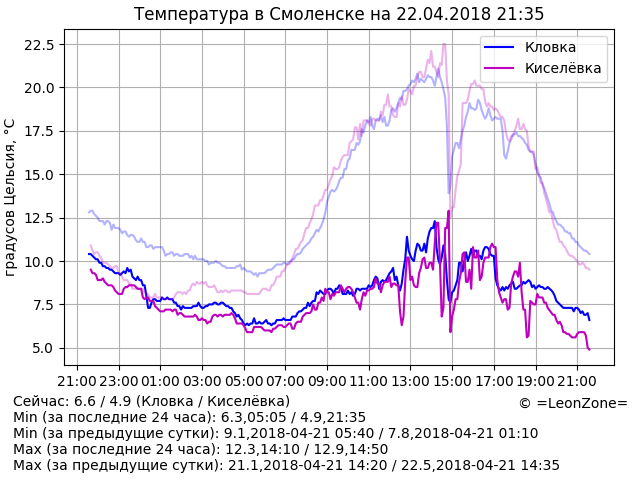 Температура в Смоленске на 22.04.2018 21:35
градусов Цельсия, °C
22.5
20.0
17.5
15.0
12.5
10.0
7.5
5.0
Кловка
Киселёвка
21:00 23:00 01:00 03:00 05:00 07:00 09:00 11:00 13:00 15:00 17:00 19:00 21:00
Сейчас: 6.6 / 4.9 (Кловка / Киселёвка)
© =LeonZone=
Min (за последние 24 часа): 6.3,05:05 / 4.9,21:35
Min (за предыдущие сутки): 9.1,2018-04-21 05:40 / 7.8,2018-04-21 01:10
Max (за последние 24 часа): 12.3,14:10 / 12.9,14:50
Max (за предыдущие сутки): 21.1,2018-04-21 14:20 / 22.5,2018-04-21 14:35